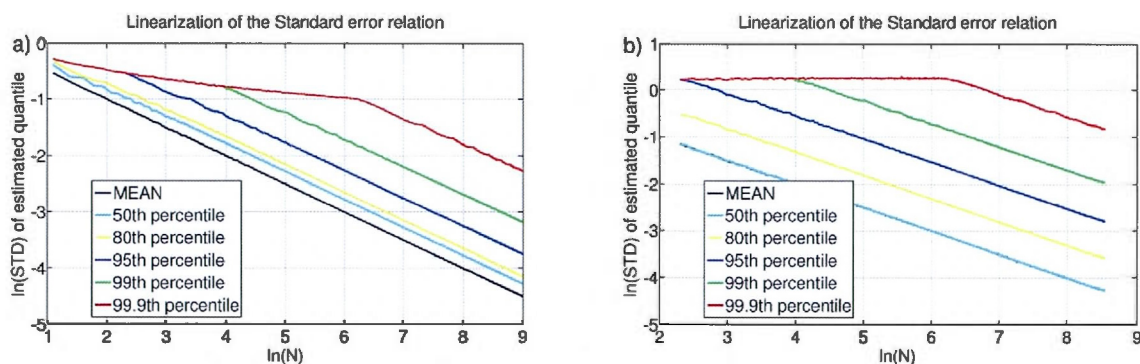 Linearization of the Standard error relation
a)
ln(STD) of estimated quantile
0
-1
-2
-3
-4
-5
MEAN
50th percentile
80th percentile
95th percentile
99th percentile
99.9th percentile
1 2 3 4 5 6 7 8 9
ln(N)
Linearization of the Standard error relation
b)
ln(STD) of estimated quantile
1
0
-1
-2
-3
-4
-5
MEAN
50th percentile
80th percentile
95th percentile
99th percentile
99.9th percentile
2 3 4 5 6 7 8 9
ln(N)